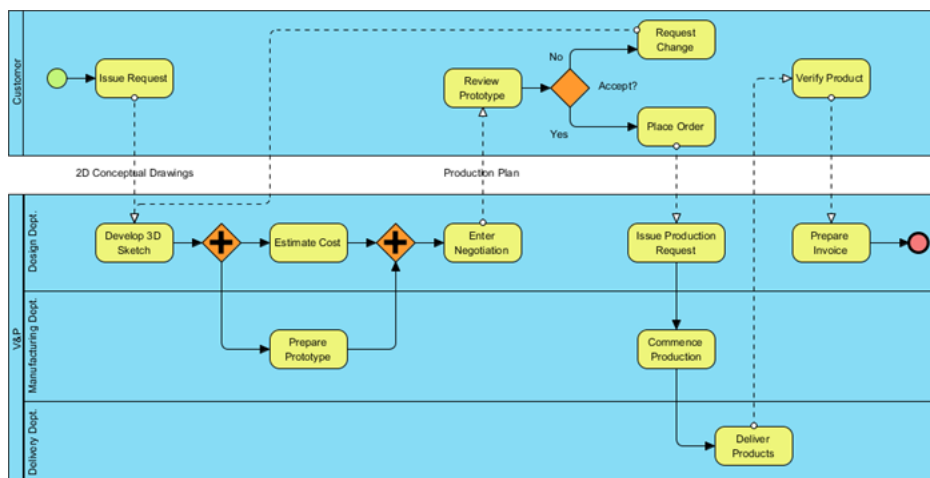 Customer
Issue Request
Review
Prototype
No
Accept?
Yes
Request
Change
Place Order
Verify Product
2D Conceptual Drawings
Production Plan
V&P
Design Dept.
Develop 3D
Sketch
Estimate Cost
Enter
Negotiation
Issue Production
Request
Prepare
Invoice
Manufacturing Dept.
Prepare
Prototype
Commence
Production
Delivery Dept.
Deliver
Products